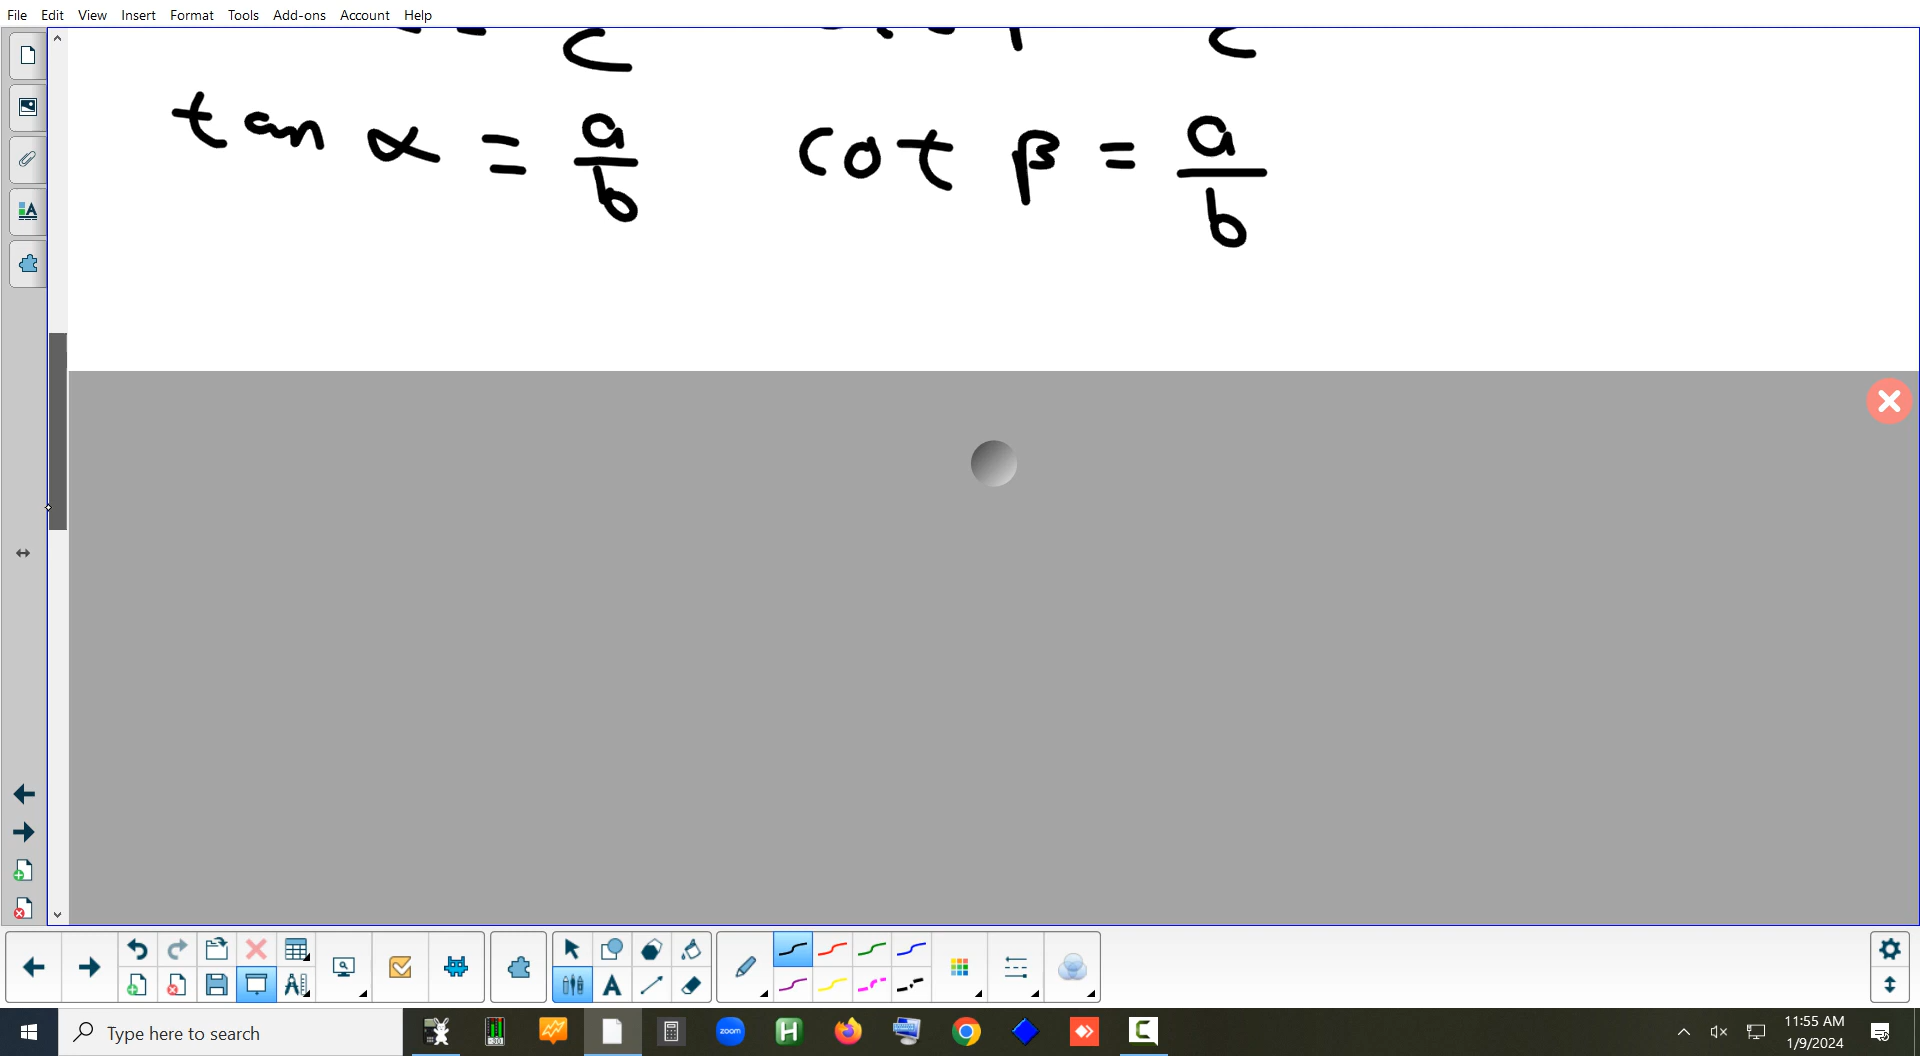 File Edit View Insert Format Tools Add-ons Account Help
tan α = a/b cot β = a/b
Type here to search
zoom
11:55 AM
1/9/2024